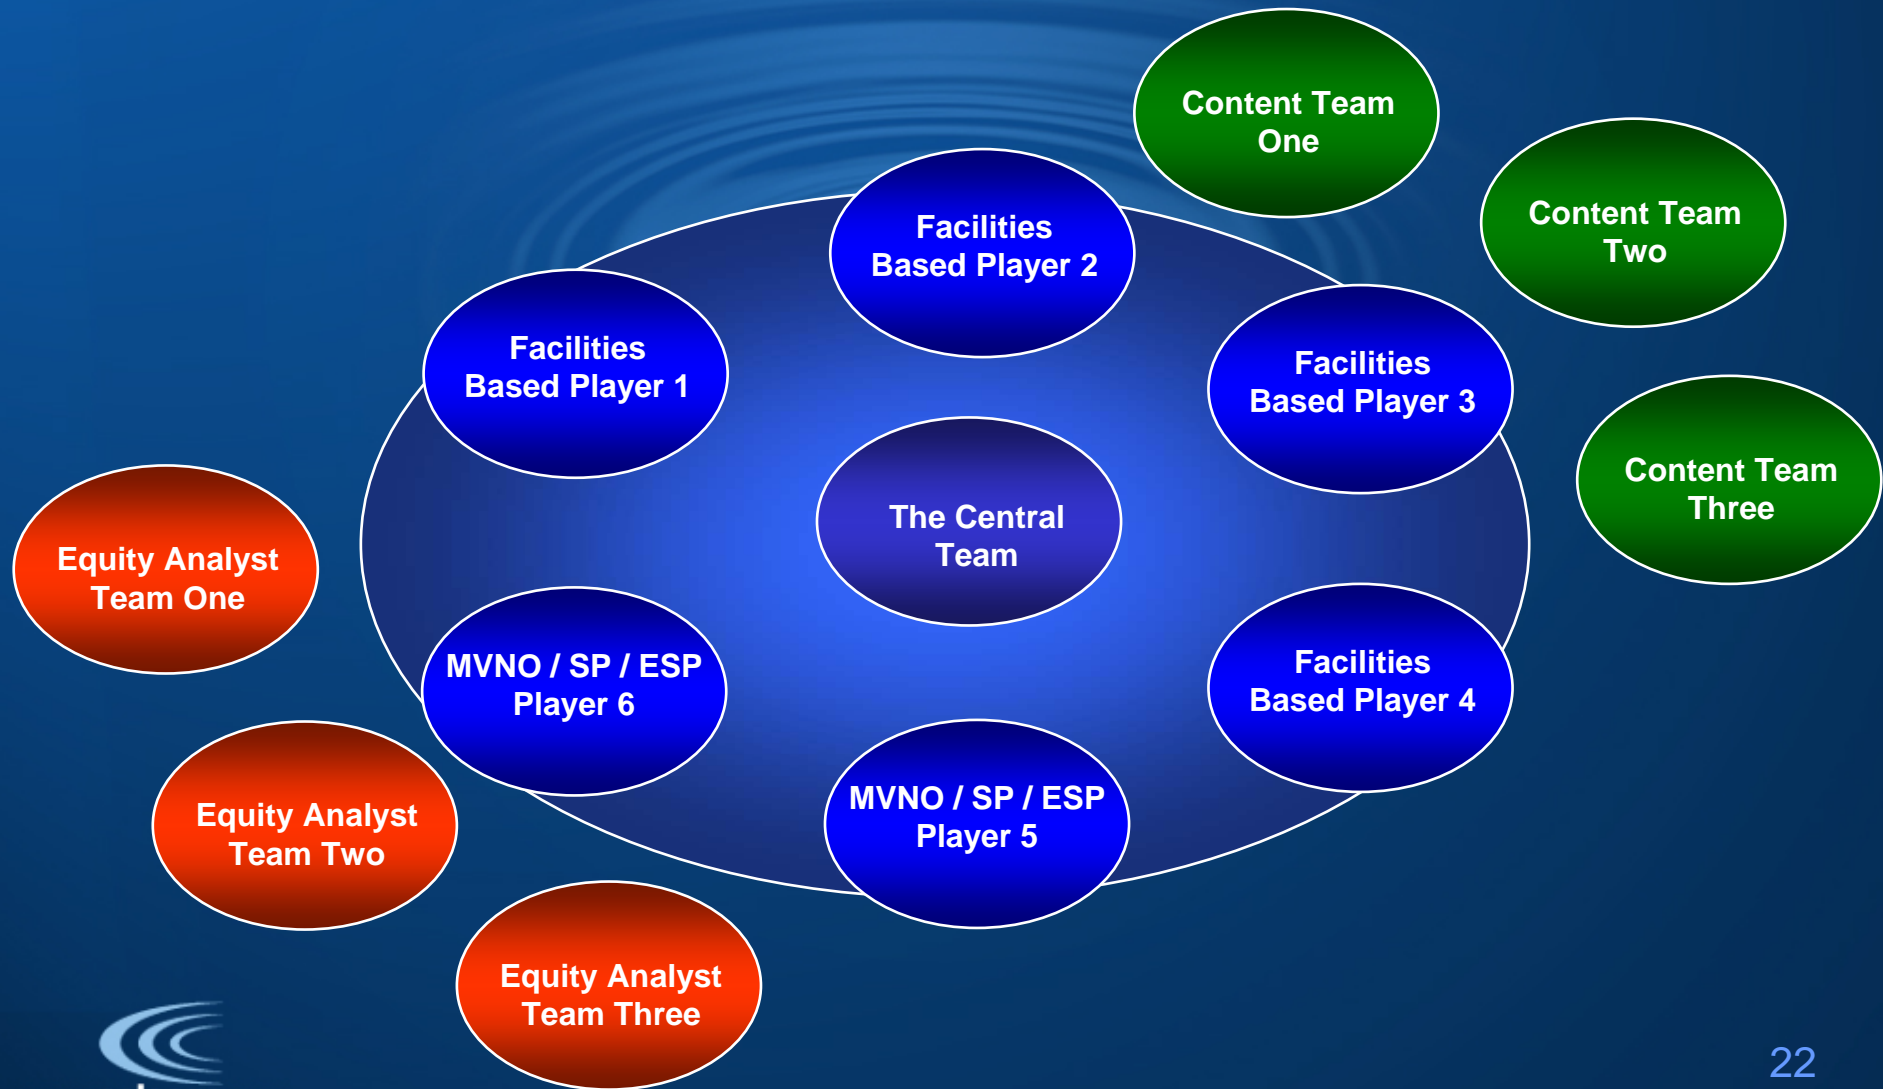 Content Team
One
Content Team
Two
Facilities
Based Player 2
Facilities
Based Player 1
Facilities
Based Player 3
Content Team
Three
The Central
Team
Equity Analyst
Team One
MVNO / SP / ESP
Player 6
Facilities
Based Player 4
MVNO / SP / ESP
Player 5
Equity Analyst
Team Two
Equity Analyst
Team Three
22